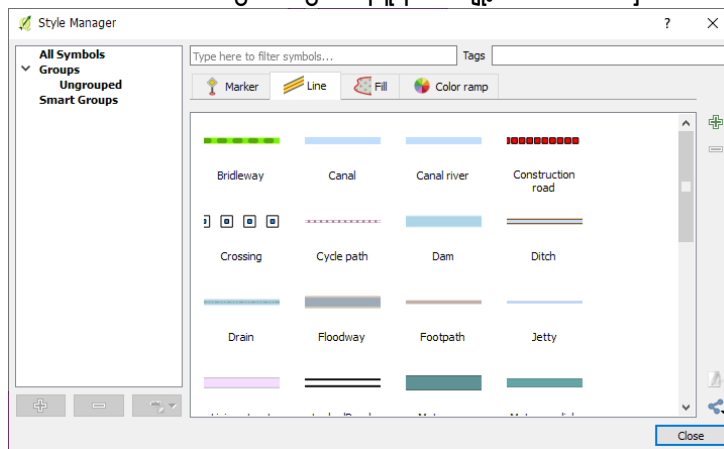 Style Manager
? X
All Symbols
Groups
Ungrouped
Smart Groups
Type here to filter symbols...
Tags
Marker Line Fill Color ramp
Bridleway Canal Canal river Construction road
Crossing Cycle path Dam Ditch
Drain Floodway Footpath Jetty
Close